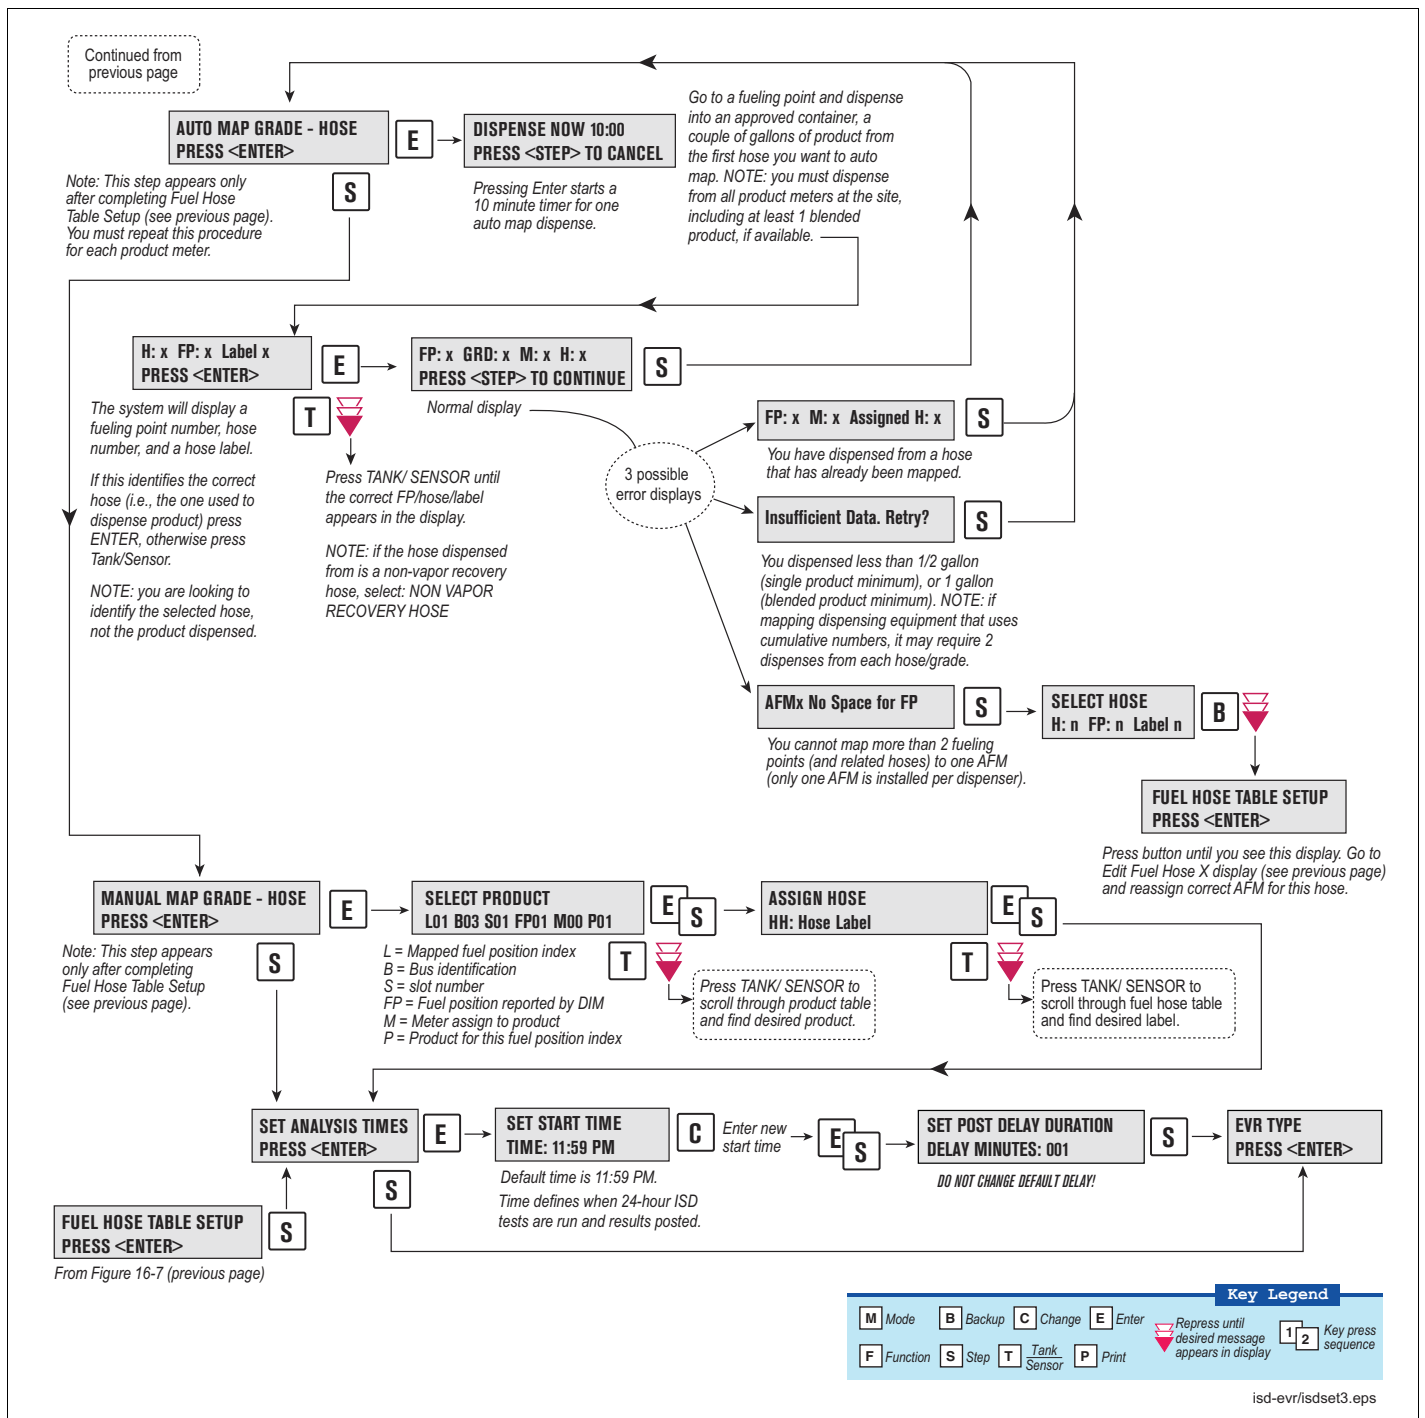 Continued from
previous page
AUTO MAP GRADE - HOSE
PRESS <ENTER>
E
DISPENSE NOW 10:00
PRESS <STEP> TO CANCEL
Go to a fueling point and dispense
into an approved container, a
couple of gallons of product from
the first hose you want to auto
map. NOTE: you must dispense
from all product meters at the site,
including at least 1 blended
product, if available.
Note: This step appears only
after completing Fuel Hose
Table Setup (see previous page).
You must repeat this procedure
for each product meter.
S
Pressing Enter starts a
10 minute timer for one
auto map dispense.
H: x FP: x Label x
PRESS <ENTER>
E
FP: x GRD: x M: x H: x
PRESS <STEP> TO CONTINUE
S
The system will display a
fueling point number, hose
number, and a hose label.
If this identifies the correct
hose (i.e., the one used to
dispense product) press
ENTER, otherwise press
Tank/Sensor.
NOTE: you are looking to
identify the selected hose,
not the product dispensed.
T
Press TANK/ SENSOR until
the correct FP/hose/label
appears in the display.
NOTE: if the hose dispensed
from is a non-vapor recovery
hose, select: NON VAPOR
RECOVERY HOSE
Normal display
3 possible
error displays
FP: x M: x Assigned H: x
S
You have dispensed from a hose
that has already been mapped.
Insufficient Data. Retry?
S
You dispensed less than 1/2 gallon
(single product minimum), or 1 gallon
(blended product minimum). NOTE: if
mapping dispensing equipment that uses
cumulative numbers, it may require 2
dispenses from each hose/grade.
AFMx No Space for FP
S
You cannot map more than 2 fueling
points (and related hoses) to one AFM
(only one AFM is installed per dispenser).
SELECT HOSE
H: n FP: n Label n
B
FUEL HOSE TABLE SETUP
PRESS <ENTER>
Press button until you see this display. Go to
Edit Fuel Hose X display (see previous page)
and reassign correct AFM for this hose.
MANUAL MAP GRADE - HOSE
PRESS <ENTER>
E
SELECT PRODUCT
L01 B03 S01 FP01 M00 P01
E
S
ASSIGN HOSE
HH: Hose Label
E
S
Note: This step appears
only after completing
Fuel Hose Table Setup
(see previous page).
S
L = Mapped fuel position index
B = Bus identification
S = slot number
FP = Fuel position reported by DIM
M = Meter assign to product
P = Product for this fuel position index
T
Press TANK/ SENSOR to
scroll through product table
and find desired product.
T
Press TANK/ SENSOR to
scroll through fuel hose table
and find desired label.
SET ANALYSIS TIMES
PRESS <ENTER>
E
SET START TIME
TIME: 11:59 PM
C
Enter new
start time
E
S
SET POST DELAY DURATION
DELAY MINUTES: 001
S
EVR TYPE
PRESS <ENTER>
S
Default time is 11:59 PM.
Time defines when 24-hour ISD
tests are run and results posted.
DO NOT CHANGE DEFAULT DELAY!
FUEL HOSE TABLE SETUP
PRESS <ENTER>
S
From Figure 16-7 (previous page)
Key Legend
M Mode
B Backup
C Change
E Enter
Repress until
desired message
appears in display
1
2
Key press
sequence
F Function
S Step
T Tank
Sensor
P Print
isd-evr/isdset3.eps